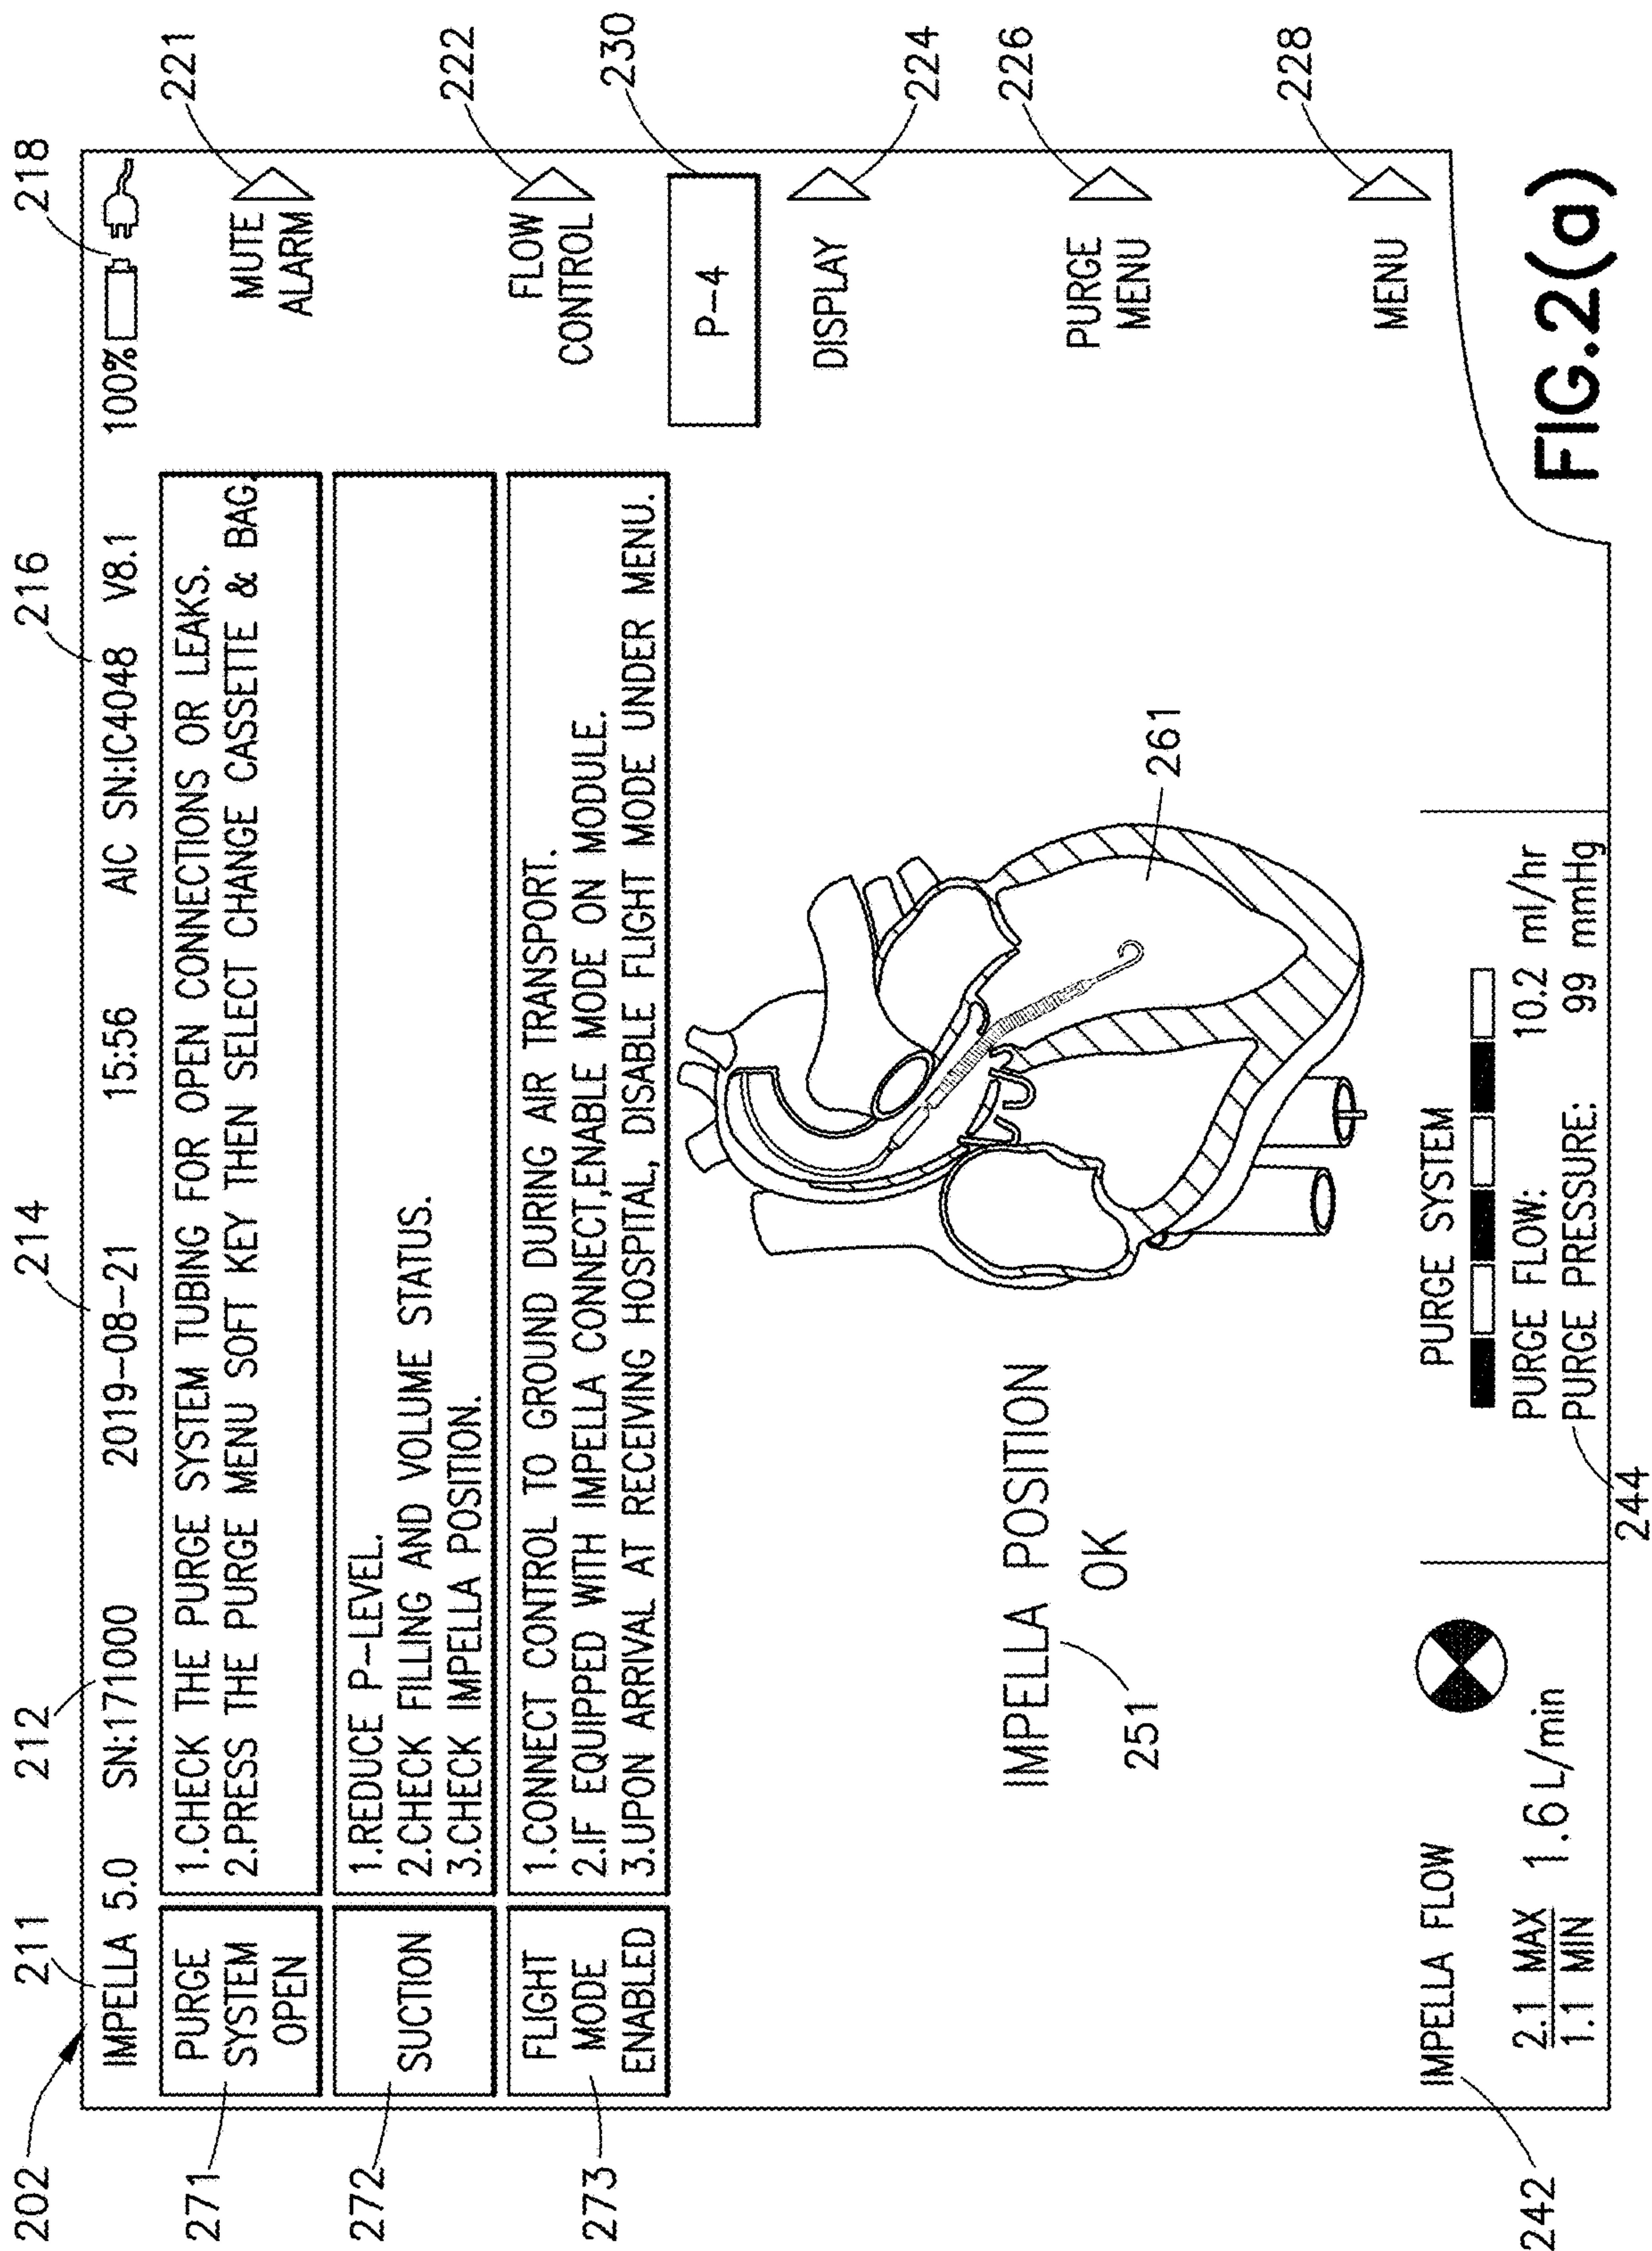 202
211
212
214
216
218
IMPELLA 5.0 SN:171000 2019-08-21 15:56 AIC SN:IC4048 V8.1 100%
271
PURGE
SYSTEM
OPEN
1.CHECK THE PURGE SYSTEM TUBING FOR OPEN CONNECTIONS OR LEAKS.
2.PRESS THE PURGE MENU SOFT KEY THEN SELECT CHANGE CASSETTE & BAG.
MUTE
ALARM
221
272
SUCTION
1.REDUCE P-LEVEL.
2.CHECK FILLING AND VOLUME STATUS.
3.CHECK IMPELLA POSITION.
FLOW
CONTROL
222
273
FLIGHT
MODE
ENABLED
1.CONNECT CONTROL TO GROUND DURING AIR TRANSPORT.
2.IF EQUIPPED WITH IMPELLA CONNECT,ENABLE MODE ON MODULE.
3.UPON ARRIVAL AT RECEIVING HOSPITAL, DISABLE FLIGHT MODE UNDER MENU.
P-4
230
DISPLAY
224
IMPELLA POSITION
OK
251
261
PURGE
MENU
226
MENU
228
IMPELLA FLOW
2.1 MAX
1.1 MIN
1.6 L/min
242
PURGE SYSTEM
PURGE FLOW: 10.2 ml/hr
PURGE PRESSURE: 99 mmHg
244
FIG.2(a)